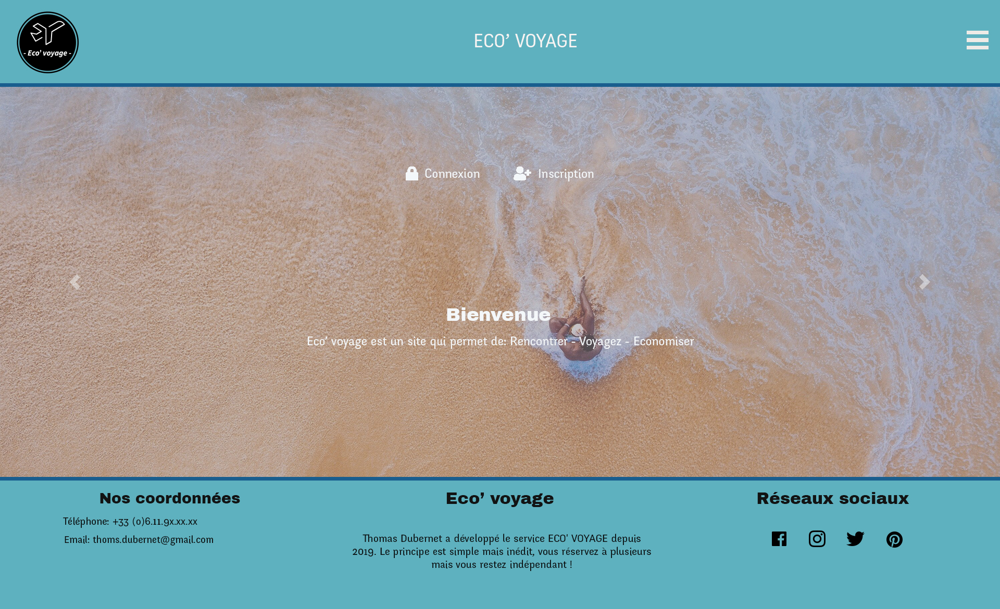 - Eco’ voyage -
ECO’ VOYAGE
Connexion
Inscription
Bienvenue
Eco’ voyage est un site qui permet de: Rencontrer - Voyagez - Economiser
Nos coordonnées
Téléphone: +33 (0)6.11.9x.xx.xx
Email: thoms.dubernet@gmail.com
Eco’ voyage
Thomas Dubernet a développé le service ECO' VOYAGE depuis
2019. Le principe est simple mais inédit, vous réservez à plusieurs
mais vous restez indépendant !
Réseaux sociaux